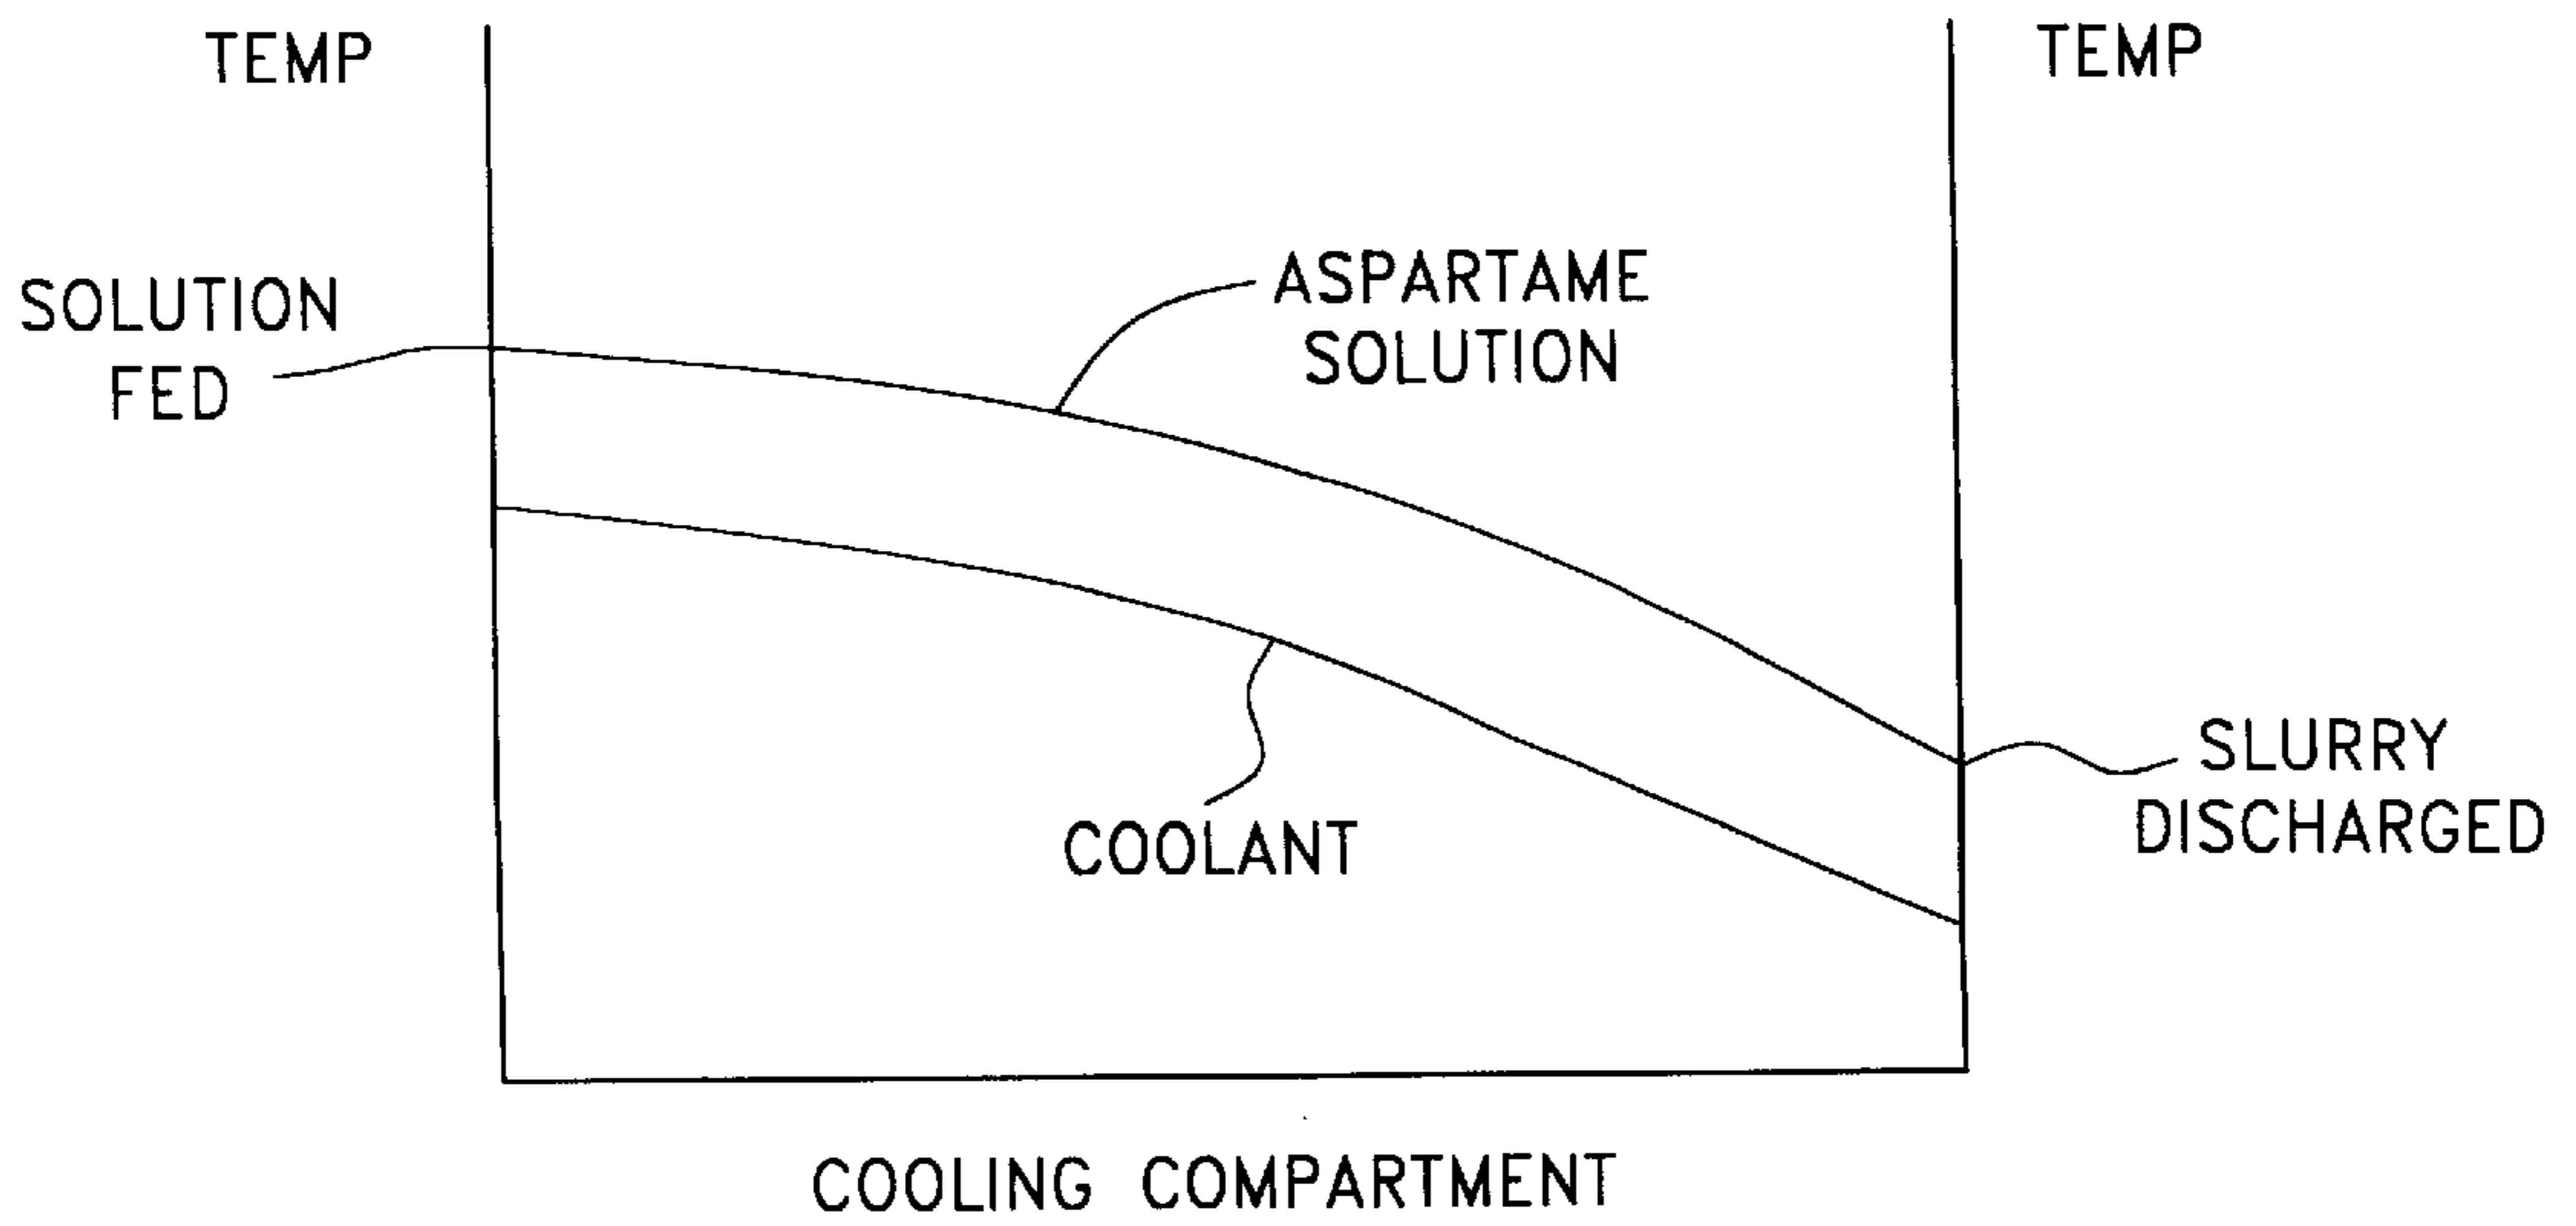 TEMP
TEMP
SOLUTION
FED
ASPARTAME
SOLUTION
COOLANT
SLURRY
DISCHARGED
COOLING COMPARTMENT